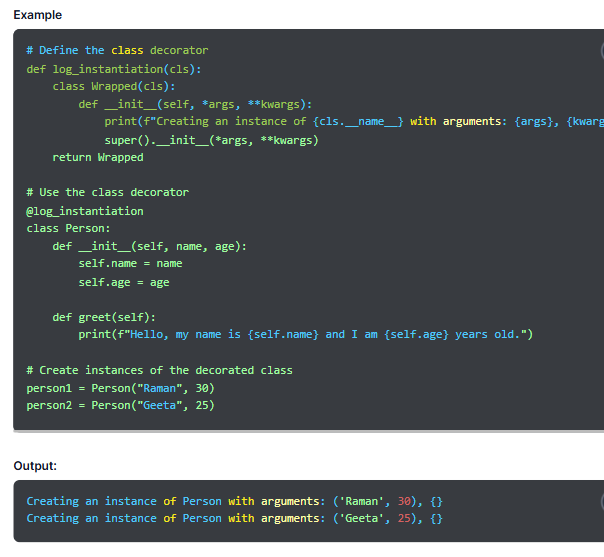 Example
# Define the class decorator
def log_instantiation(cls):
    class Wrapped(cls):
        def __init__(self, *args, **kwargs):
            print(f"Creating an instance of {cls.__name__} with arguments: {args}, {kwarg
            super().__init__(*args, **kwargs)
    return Wrapped
# Use the class decorator
@log_instantiation
class Person:
    def __init__(self, name, age):
        self.name = name
        self.age = age
    def greet(self):
        print(f"Hello, my name is {self.name} and I am {self.age} years old.")
# Create instances of the decorated class
person1 = Person("Raman", 30)
person2 = Person("Geeta", 25)
Output:
Creating an instance of Person with arguments: ('Raman', 30), {}
Creating an instance of Person with arguments: ('Geeta', 25), {}